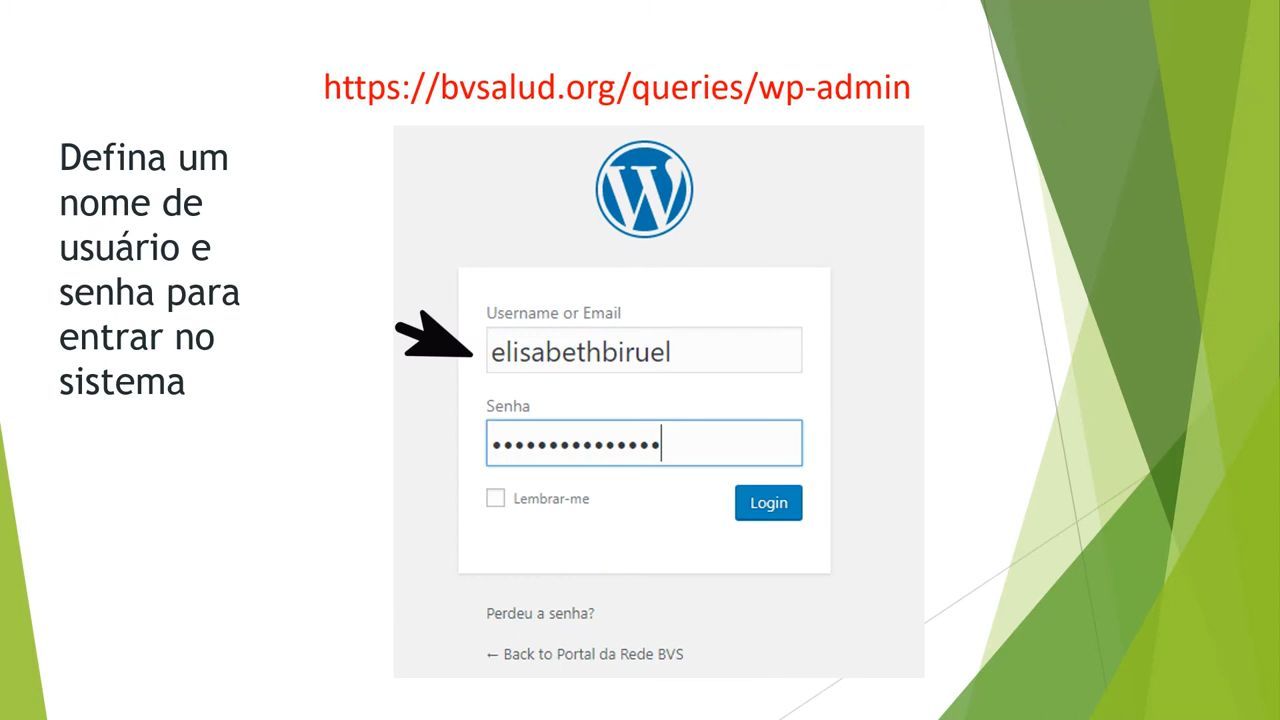 https://bvsalud.org/queries/wp-admin
Defina um
nome de
usuário e
senha para
entrar no
sistema
Username or Email
elisabethbiruel
Senha
•••••••••••••••
Lembrar-me
Login
Perdeu a senha?
← Back to Portal da Rede BVS